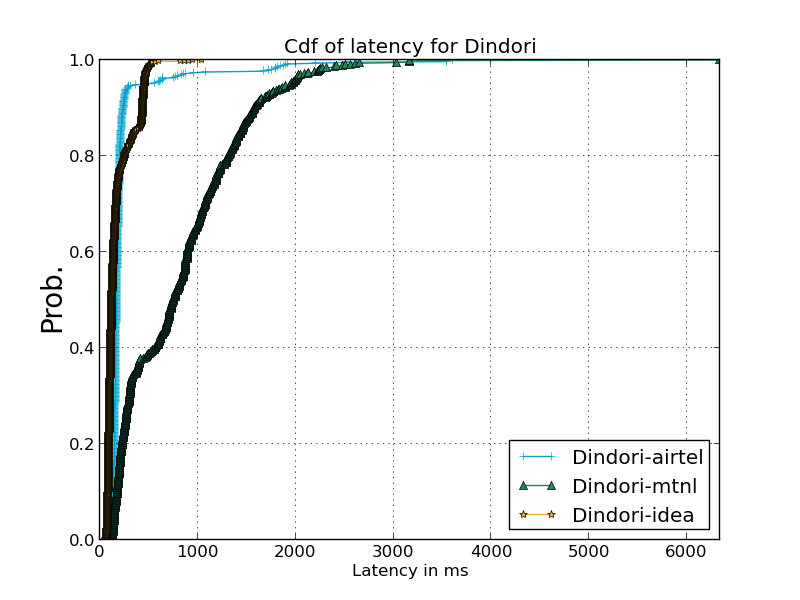 Cdf of latency for Dindori
Prob.
1.0
0.8
0.6
0.4
0.2
0.0
0 1000 2000 3000 4000 5000 6000
Latency in ms
Dindori-airtel
Dindori-mtnl
Dindori-idea